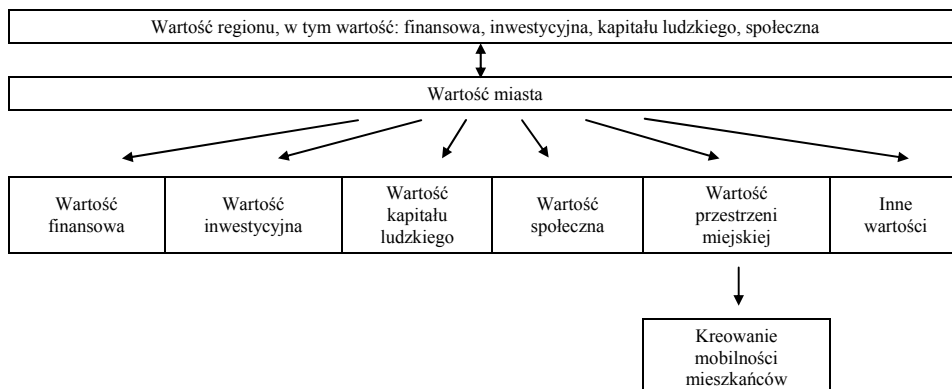 Wartość regionu, w tym wartość: finansowa, inwestycyjna, kapitału ludzkiego, społeczna
Wartość miasta
Wartość
finansowa
Wartość
inwestycyjna
Wartość
kapitału
ludzkiego
Wartość
społeczna
Wartość
przestrzeni
miejskiej
Inne
wartości
Kreowanie
mobilności
mieszkańców